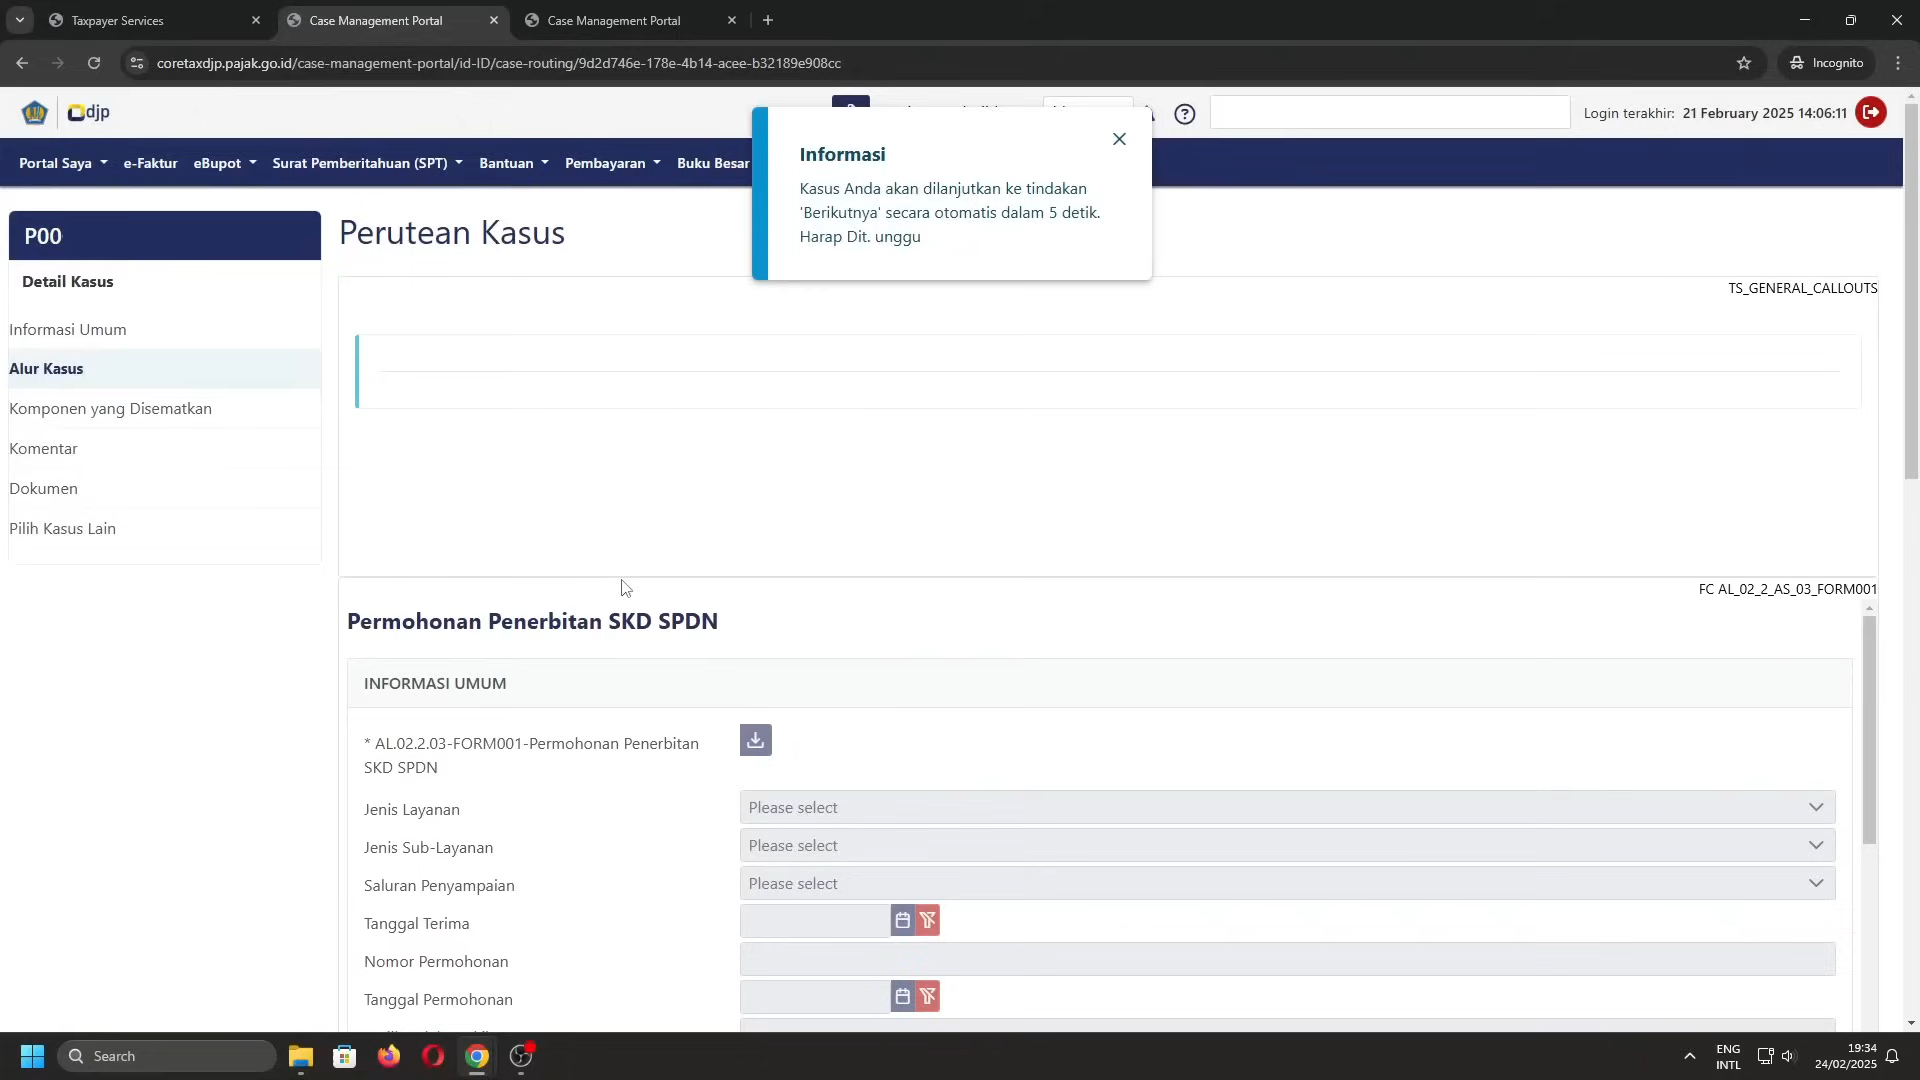 Taxpayer Services
Case Management Portal
Case Management Portal
coretaxdjp.pajak.go.id/case-management-portal/id-ID/case-routing/9d2d746e-178e-4b14-acee-b32189e908cc
Incognito
djp
Login terakhir: 21 February 2025 14:06:11
Portal Saya
e-Faktur
eBupot
Surat Pemberitahuan (SPT)
Bantuan
Pembayaran
Buku Besar
Informasi
Kasus Anda akan dilanjutkan ke tindakan
'Berikutnya' secara otomatis dalam 5 detik.
Harap Dit. unggu
P00
Detail Kasus
Informasi Umum
Alur Kasus
Komponen yang Disematkan
Komentar
Dokumen
Pilih Kasus Lain
Perutean Kasus
TS_GENERAL_CALLOUTS
FC AL_02_2_AS_03_FORM001
Permohonan Penerbitan SKD SPDN
INFORMASI UMUM
* AL.02.2.03-FORM001-Permohonan Penerbitan
SKD SPDN
Jenis Layanan
Please select
Jenis Sub-Layanan
Please select
Saluran Penyampaian
Please select
Tanggal Terima
Nomor Permohonan
Tanggal Permohonan
Search
ENG
INTL
19:34
24/02/2025